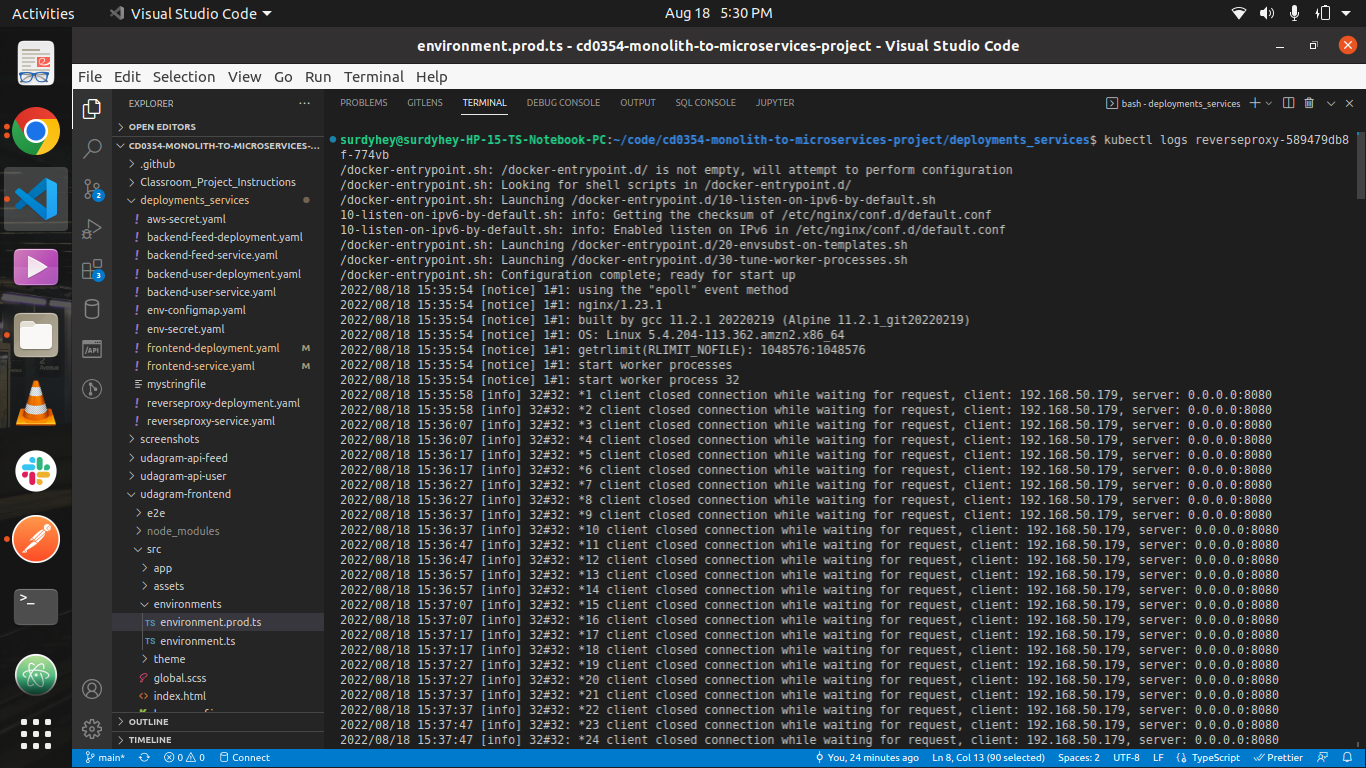 Activities
Visual Studio Code
Aug 18 5:30 PM
environment.prod.ts - cd0354-monolith-to-microservices-project - Visual Studio Code
File Edit Selection View Go Run Terminal Help
EXPLORER
OPEN EDITORS
CD0354-MONOLITH-TO-MICROSERVICES-...
.github
Classroom_Project_Instructions
deployments_services
! aws-secret.yaml
! backend-feed-deployment.yaml
! backend-feed-service.yaml
! backend-user-deployment.yaml
! backend-user-service.yaml
! env-configmap.yaml
! env-secret.yaml
! frontend-deployment.yaml M
! frontend-service.yaml M
mystringfile
! reverseproxy-deployment.yaml
! reverseproxy-service.yaml
screenshots
udagram-api-feed
udagram-api-user
udagram-frontend
e2e
node_modules
src
app
assets
environments
TS environment.prod.ts
TS environment.ts
theme
global.scss
<> index.html
OUTLINE
TIMELINE
2
3
/API
>_
PROBLEMS GITLENS TERMINAL DEBUG CONSOLE OUTPUT SQL CONSOLE JUPYTER
bash - deployments_services
surdyhey@surdyhey-HP-15-TS-Notebook-PC:~/code/cd0354-monolith-to-microservices-project/deployments_services$ kubectl logs reverseproxy-589479db8
f-774vb
/docker-entrypoint.sh: /docker-entrypoint.d/ is not empty, will attempt to perform configuration
/docker-entrypoint.sh: Looking for shell scripts in /docker-entrypoint.d/
/docker-entrypoint.sh: Launching /docker-entrypoint.d/10-listen-on-ipv6-by-default.sh
10-listen-on-ipv6-by-default.sh: info: Getting the checksum of /etc/nginx/conf.d/default.conf
10-listen-on-ipv6-by-default.sh: info: Enabled listen on IPv6 in /etc/nginx/conf.d/default.conf
/docker-entrypoint.sh: Launching /docker-entrypoint.d/20-envsubst-on-templates.sh
/docker-entrypoint.sh: Launching /docker-entrypoint.d/30-tune-worker-processes.sh
/docker-entrypoint.sh: Configuration complete; ready for start up
2022/08/18 15:35:54 [notice] 1#1: using the "epoll" event method
2022/08/18 15:35:54 [notice] 1#1: nginx/1.23.1
2022/08/18 15:35:54 [notice] 1#1: built by gcc 11.2.1 20220219 (Alpine 11.2.1_git20220219)
2022/08/18 15:35:54 [notice] 1#1: OS: Linux 5.4.204-113.362.amzn2.x86_64
2022/08/18 15:35:54 [notice] 1#1: getrlimit(RLIMIT_NOFILE): 1048576:1048576
2022/08/18 15:35:54 [notice] 1#1: start worker processes
2022/08/18 15:35:54 [notice] 1#1: start worker process 32
2022/08/18 15:35:58 [info] 32#32: *1 client closed connection while waiting for request, client: 192.168.50.179, server: 0.0.0.0:8080
2022/08/18 15:35:58 [info] 32#32: *2 client closed connection while waiting for request, client: 192.168.50.179, server: 0.0.0.0:8080
2022/08/18 15:36:07 [info] 32#32: *3 client closed connection while waiting for request, client: 192.168.50.179, server: 0.0.0.0:8080
2022/08/18 15:36:07 [info] 32#32: *4 client closed connection while waiting for request, client: 192.168.50.179, server: 0.0.0.0:8080
2022/08/18 15:36:17 [info] 32#32: *5 client closed connection while waiting for request, client: 192.168.50.179, server: 0.0.0.0:8080
2022/08/18 15:36:17 [info] 32#32: *6 client closed connection while waiting for request, client: 192.168.50.179, server: 0.0.0.0:8080
2022/08/18 15:36:27 [info] 32#32: *7 client closed connection while waiting for request, client: 192.168.50.179, server: 0.0.0.0:8080
2022/08/18 15:36:27 [info] 32#32: *8 client closed connection while waiting for request, client: 192.168.50.179, server: 0.0.0.0:8080
2022/08/18 15:36:37 [info] 32#32: *9 client closed connection while waiting for request, client: 192.168.50.179, server: 0.0.0.0:8080
2022/08/18 15:36:37 [info] 32#32: *10 client closed connection while waiting for request, client: 192.168.50.179, server: 0.0.0.0:8080
2022/08/18 15:36:47 [info] 32#32: *11 client closed connection while waiting for request, client: 192.168.50.179, server: 0.0.0.0:8080
2022/08/18 15:36:47 [info] 32#32: *12 client closed connection while waiting for request, client: 192.168.50.179, server: 0.0.0.0:8080
2022/08/18 15:36:57 [info] 32#32: *13 client closed connection while waiting for request, client: 192.168.50.179, server: 0.0.0.0:8080
2022/08/18 15:36:57 [info] 32#32: *14 client closed connection while waiting for request, client: 192.168.50.179, server: 0.0.0.0:8080
2022/08/18 15:37:07 [info] 32#32: *15 client closed connection while waiting for request, client: 192.168.50.179, server: 0.0.0.0:8080
2022/08/18 15:37:07 [info] 32#32: *16 client closed connection while waiting for request, client: 192.168.50.179, server: 0.0.0.0:8080
2022/08/18 15:37:17 [info] 32#32: *17 client closed connection while waiting for request, client: 192.168.50.179, server: 0.0.0.0:8080
2022/08/18 15:37:17 [info] 32#32: *18 client closed connection while waiting for request, client: 192.168.50.179, server: 0.0.0.0:8080
2022/08/18 15:37:27 [info] 32#32: *19 client closed connection while waiting for request, client: 192.168.50.179, server: 0.0.0.0:8080
2022/08/18 15:37:27 [info] 32#32: *20 client closed connection while waiting for request, client: 192.168.50.179, server: 0.0.0.0:8080
2022/08/18 15:37:37 [info] 32#32: *21 client closed connection while waiting for request, client: 192.168.50.179, server: 0.0.0.0:8080
2022/08/18 15:37:37 [info] 32#32: *22 client closed connection while waiting for request, client: 192.168.50.179, server: 0.0.0.0:8080
2022/08/18 15:37:47 [info] 32#32: *23 client closed connection while waiting for request, client: 192.168.50.179, server: 0.0.0.0:8080
2022/08/18 15:37:47 [info] 32#32: *24 client closed connection while waiting for request, client: 192.168.50.179, server: 0.0.0.0:8080
main* 0 0 Connect You, 24 minutes ago Ln 8, Col 13 (90 selected) Spaces: 2 UTF-8 LF {} TypeScript Prettier